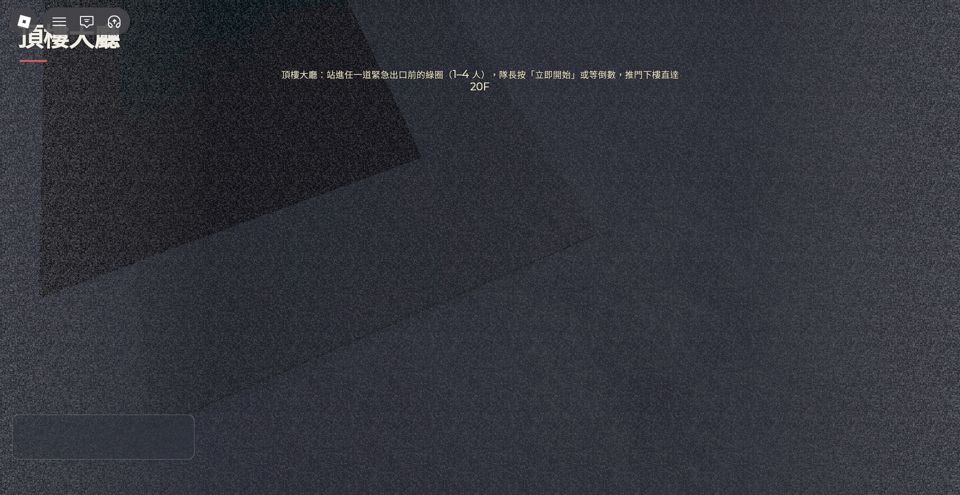 頂樓大廳
頂樓大廳：站進任一道緊急出口前的綠圈（1–4 人），隊長按「立即開始」或等倒數，推門下樓直達
20F